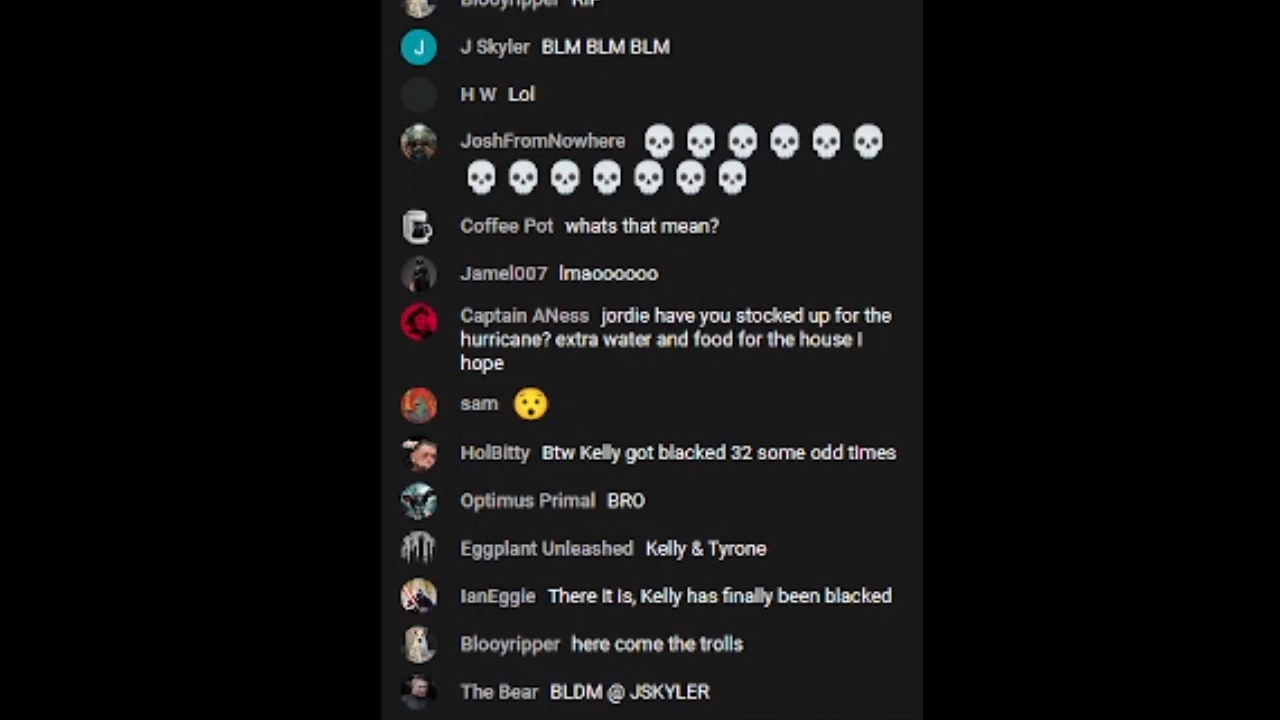 Blooyripper RIP
J Skyler BLM BLM BLM
H W Lol
JoshFromNowhere 💀 💀 💀 💀 💀 💀
💀 💀 💀 💀 💀 💀 💀
Coffee Pot whats that mean?
Jamel007 lmaoooooo
Captain ANess jordie have you stocked up for the
hurricane? extra water and food for the house I
hope
sam 😯
HolBitty Btw Kelly got blacked 32 some odd times
Optimus Primal BRO
Eggplant Unleashed Kelly & Tyrone
IanEggie There it is, Kelly has finally been blacked
Blooyripper here come the trolls
The Bear BLDM @ JSKYLER
J